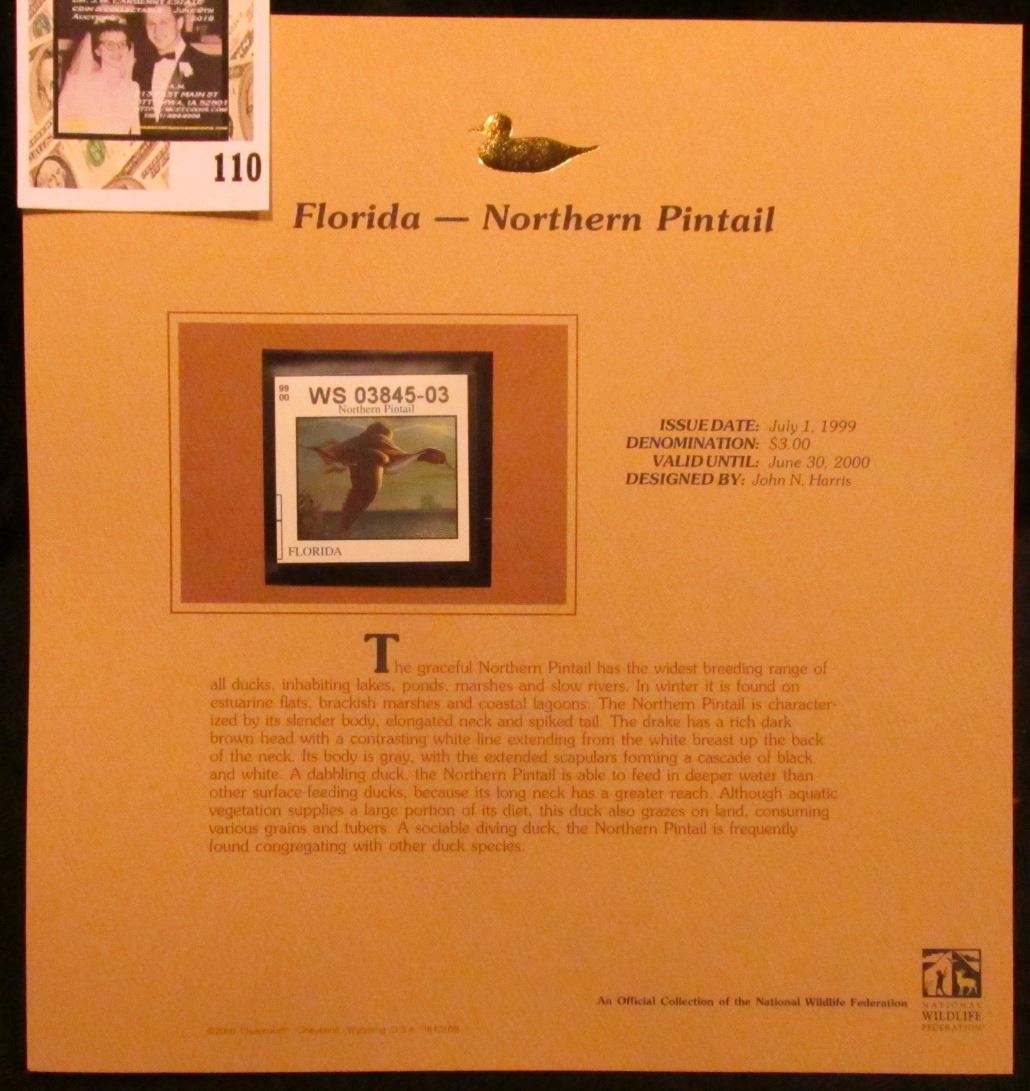 COIN & COLLECTABLE JUNE 9TH
AUCTION
2018
110
Florida — Northern Pintail
99
00
WS 03845-03
Northern Pintail
FLORIDA
ISSUE DATE: July 1, 1999
DENOMINATION: $3.00
VALID UNTIL: June 30, 2000
DESIGNED BY: John N. Harris
The graceful Northern Pintail has the widest breeding range of
all ducks, inhabiting lakes, ponds, marshes and slow rivers. In winter it is found on
estuarine flats, brackish marshes and coastal lagoons. The Northern Pintail is character-
ized by its slender body, elongated neck and spiked tail. The drake has a rich dark
brown head with a contrasting white line extending from the white breast up the back
of the neck. Its body is gray, with the extended scapulars forming a cascade of black
and white. A dabbling duck, the Northern Pintail is able to feed in deeper water than
other surface-feeding ducks, because its long neck has a greater reach. Although aquatic
vegetation supplies a large portion of its diet, this duck also grazes on land, consuming
various grains and tubers. A sociable diving duck, the Northern Pintail is frequently
found congregating with other duck species.
An Official Collection of the National Wildlife Federation
NATIONAL
WILDLIFE
FEDERATION
Cheyenne, Wyoming U.S.A.